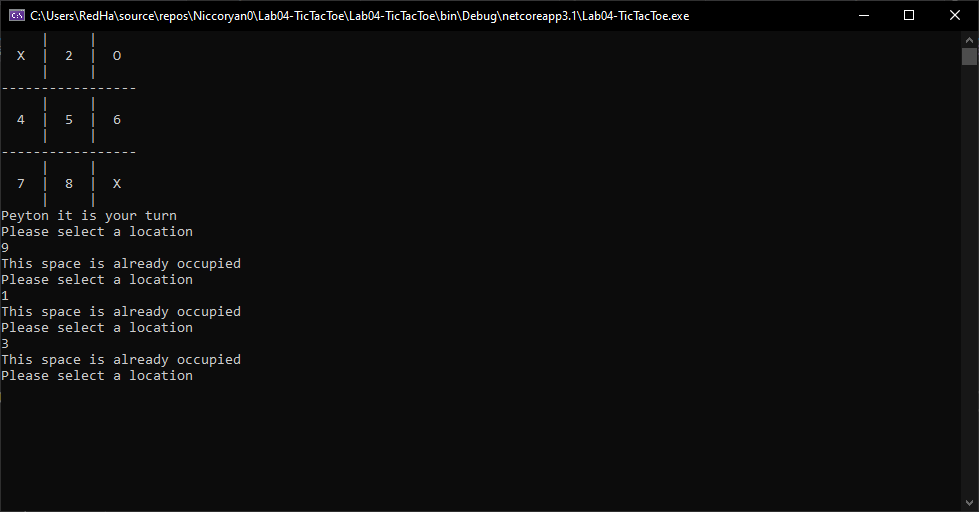 C:\Users\RedHa\source\repos\Niccoryan0\Lab04-TicTacToe\Lab04-TicTacToe\bin\Debug\netcoreapp3.1\Lab04-TicTacToe.exe
     |     |
  X  |  2  |  O
     |     |
-----------------
     |     |
  4  |  5  |  6
     |     |
-----------------
     |     |
  7  |  8  |  X
     |     |
Peyton it is your turn
Please select a location
9
This space is already occupied
Please select a location
1
This space is already occupied
Please select a location
3
This space is already occupied
Please select a location